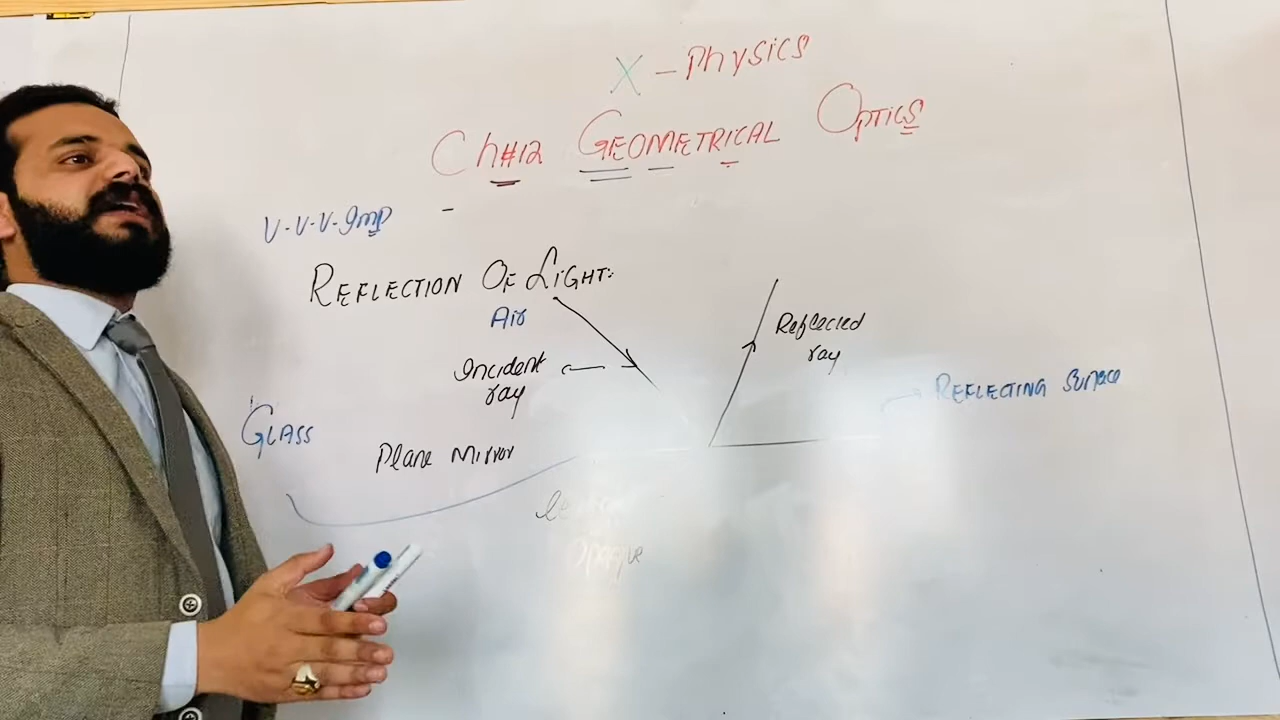 X - PhysicS
Ch#12 GEOMETRICAL OPTICS
V-V-V-Imp
REFLECTION OF LIGHT:
Air
Incident
ray
Reflected
ray
REFLECTING Surface
GLASS
Plane Mirror
Opaque